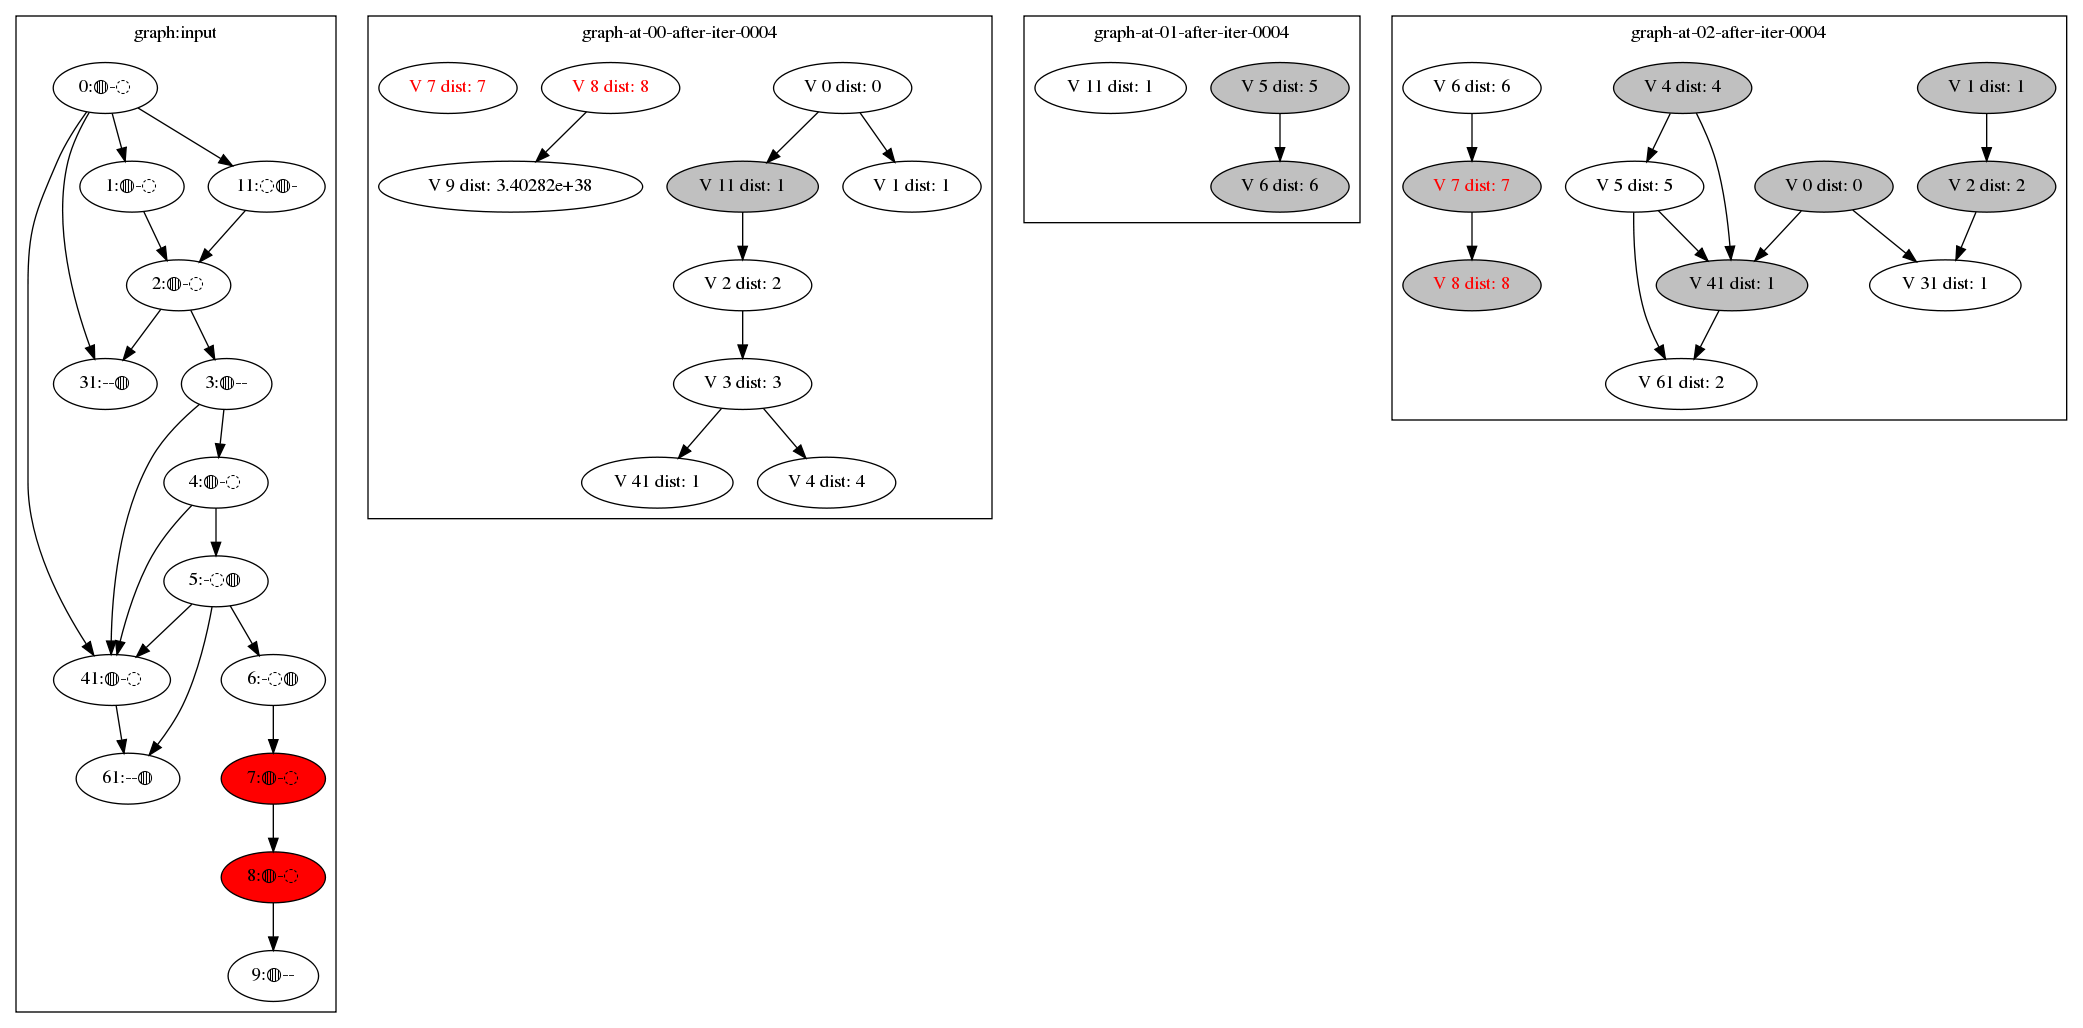 graph:input
0:◍-◌
1:◍-◌
11:◌◍-
2:◍-◌
31:--◍
3:◍--
4:◍-◌
5:-◌◍
41:◍-◌
6:-◌◍
61:--◍
7:◍-◌
8:◍-◌
9:◍--
graph-at-00-after-iter-0004
V 7 dist: 7
V 8 dist: 8
V 0 dist: 0
V 9 dist: 3.40282e+38
V 11 dist: 1
V 1 dist: 1
V 2 dist: 2
V 3 dist: 3
V 41 dist: 1
V 4 dist: 4
graph-at-01-after-iter-0004
V 11 dist: 1
V 5 dist: 5
V 6 dist: 6
graph-at-02-after-iter-0004
V 6 dist: 6
V 4 dist: 4
V 1 dist: 1
V 7 dist: 7
V 5 dist: 5
V 0 dist: 0
V 2 dist: 2
V 8 dist: 8
V 41 dist: 1
V 31 dist: 1
V 61 dist: 2